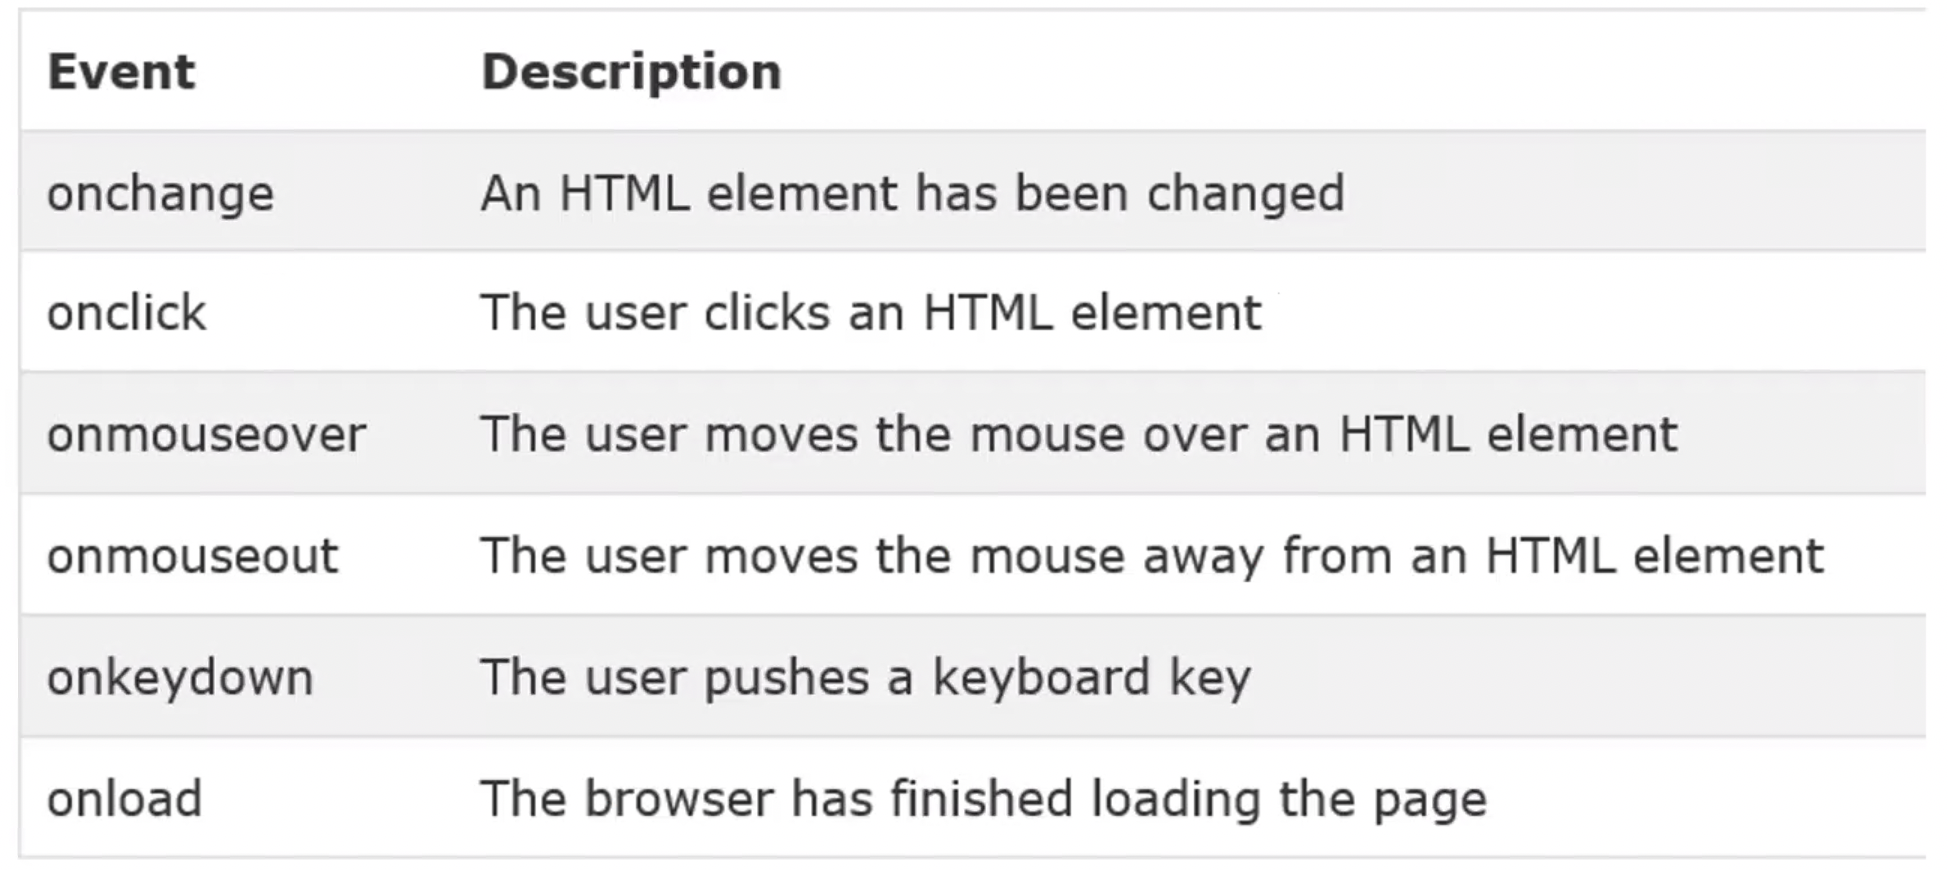 Event Description
onchange An HTML element has been changed
onclick The user clicks an HTML element
onmouseover The user moves the mouse over an HTML element
onmouseout The user moves the mouse away from an HTML element
onkeydown The user pushes a keyboard key
onload The browser has finished loading the page